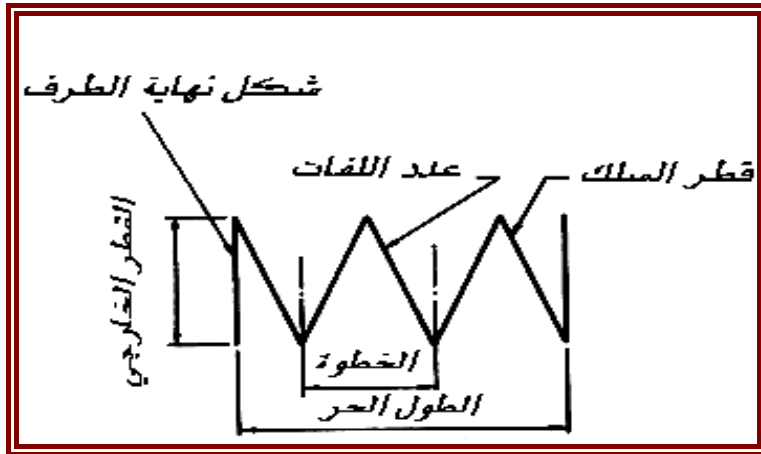 شكل نهاية الطرف
عدد اللفات
قطر السلك
القطر الخارجي
الخطوة
الطول الحر